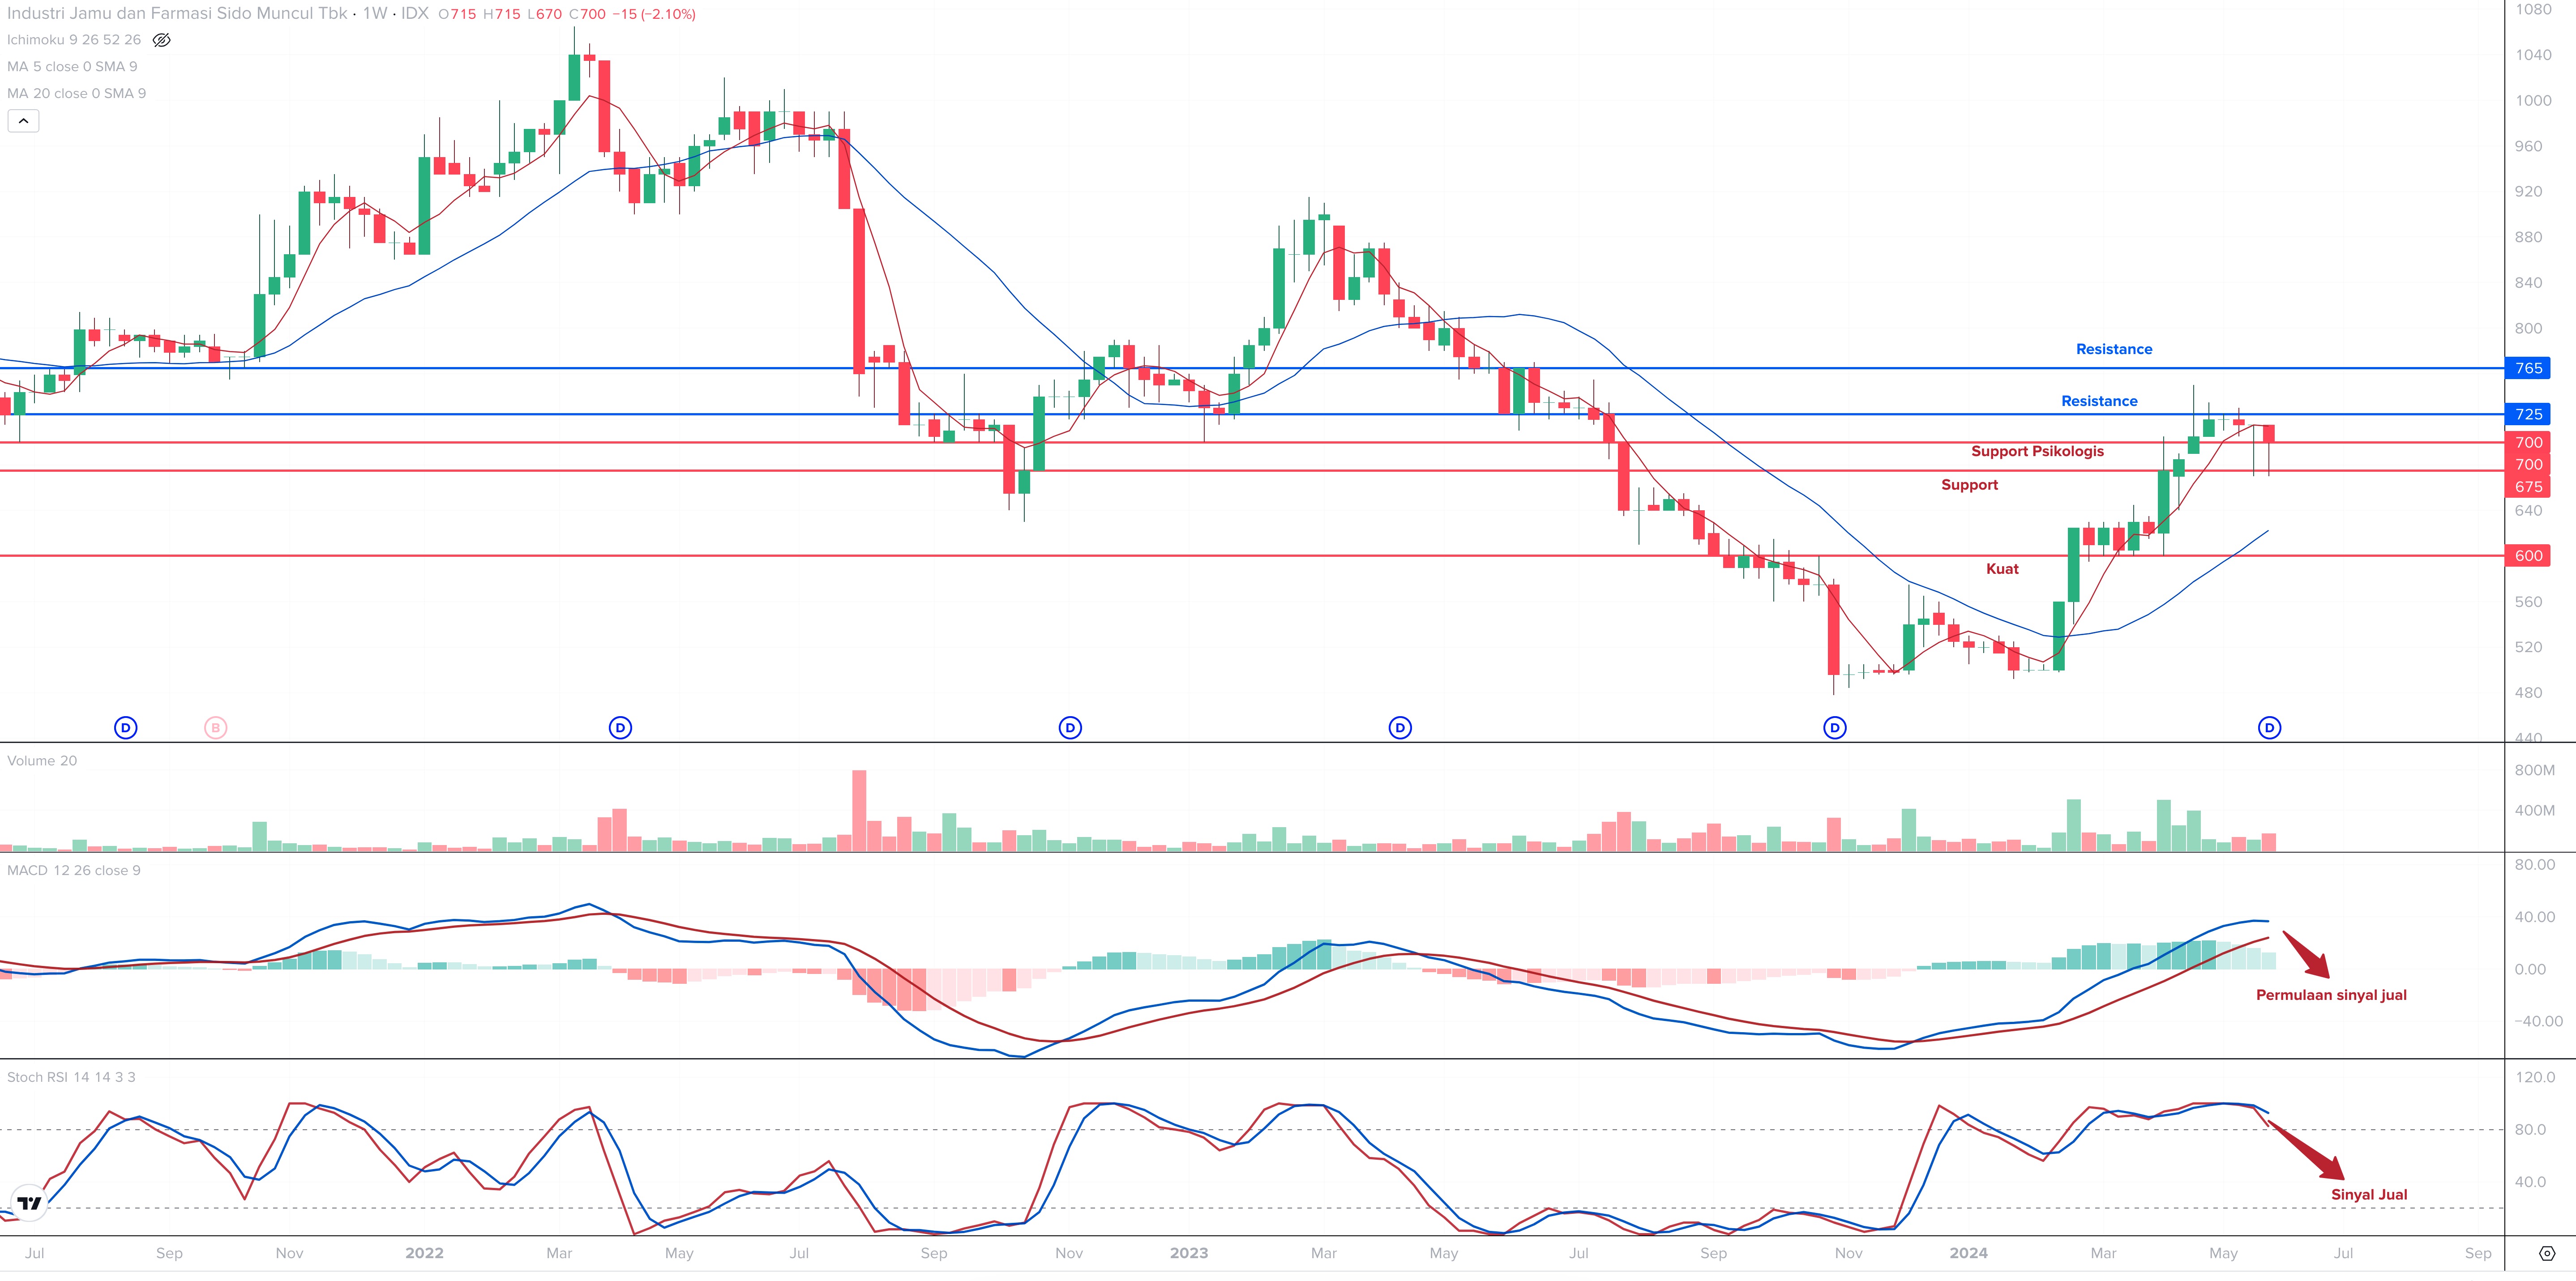 Industri Jamu dan Farmasi Sido Muncul Tbk · 1W · IDX O715 H715 L670 C700 −15 (−2.10%)
Ichimoku 9 26 52 26
MA 5 close 0 SMA 9
MA 20 close 0 SMA 9
1080
1040
1000
960
920
880
840
800
Resistance
765
Resistance
725
700
Support Psikologis
700
Support
675
640
600
Kuat
560
520
480
440
D B D D D D D
Volume 20
800M
400M
MACD 12 26 close 9
80.00
40.00
0.00
Permulaan sinyal jual
−40.00
Stoch RSI 14 14 3 3
120.0
80.0
40.0
Sinyal Jual
Jul Sep Nov 2022 Mar May Jul Sep Nov 2023 Mar May Jul Sep Nov 2024 Mar May Jul Sep